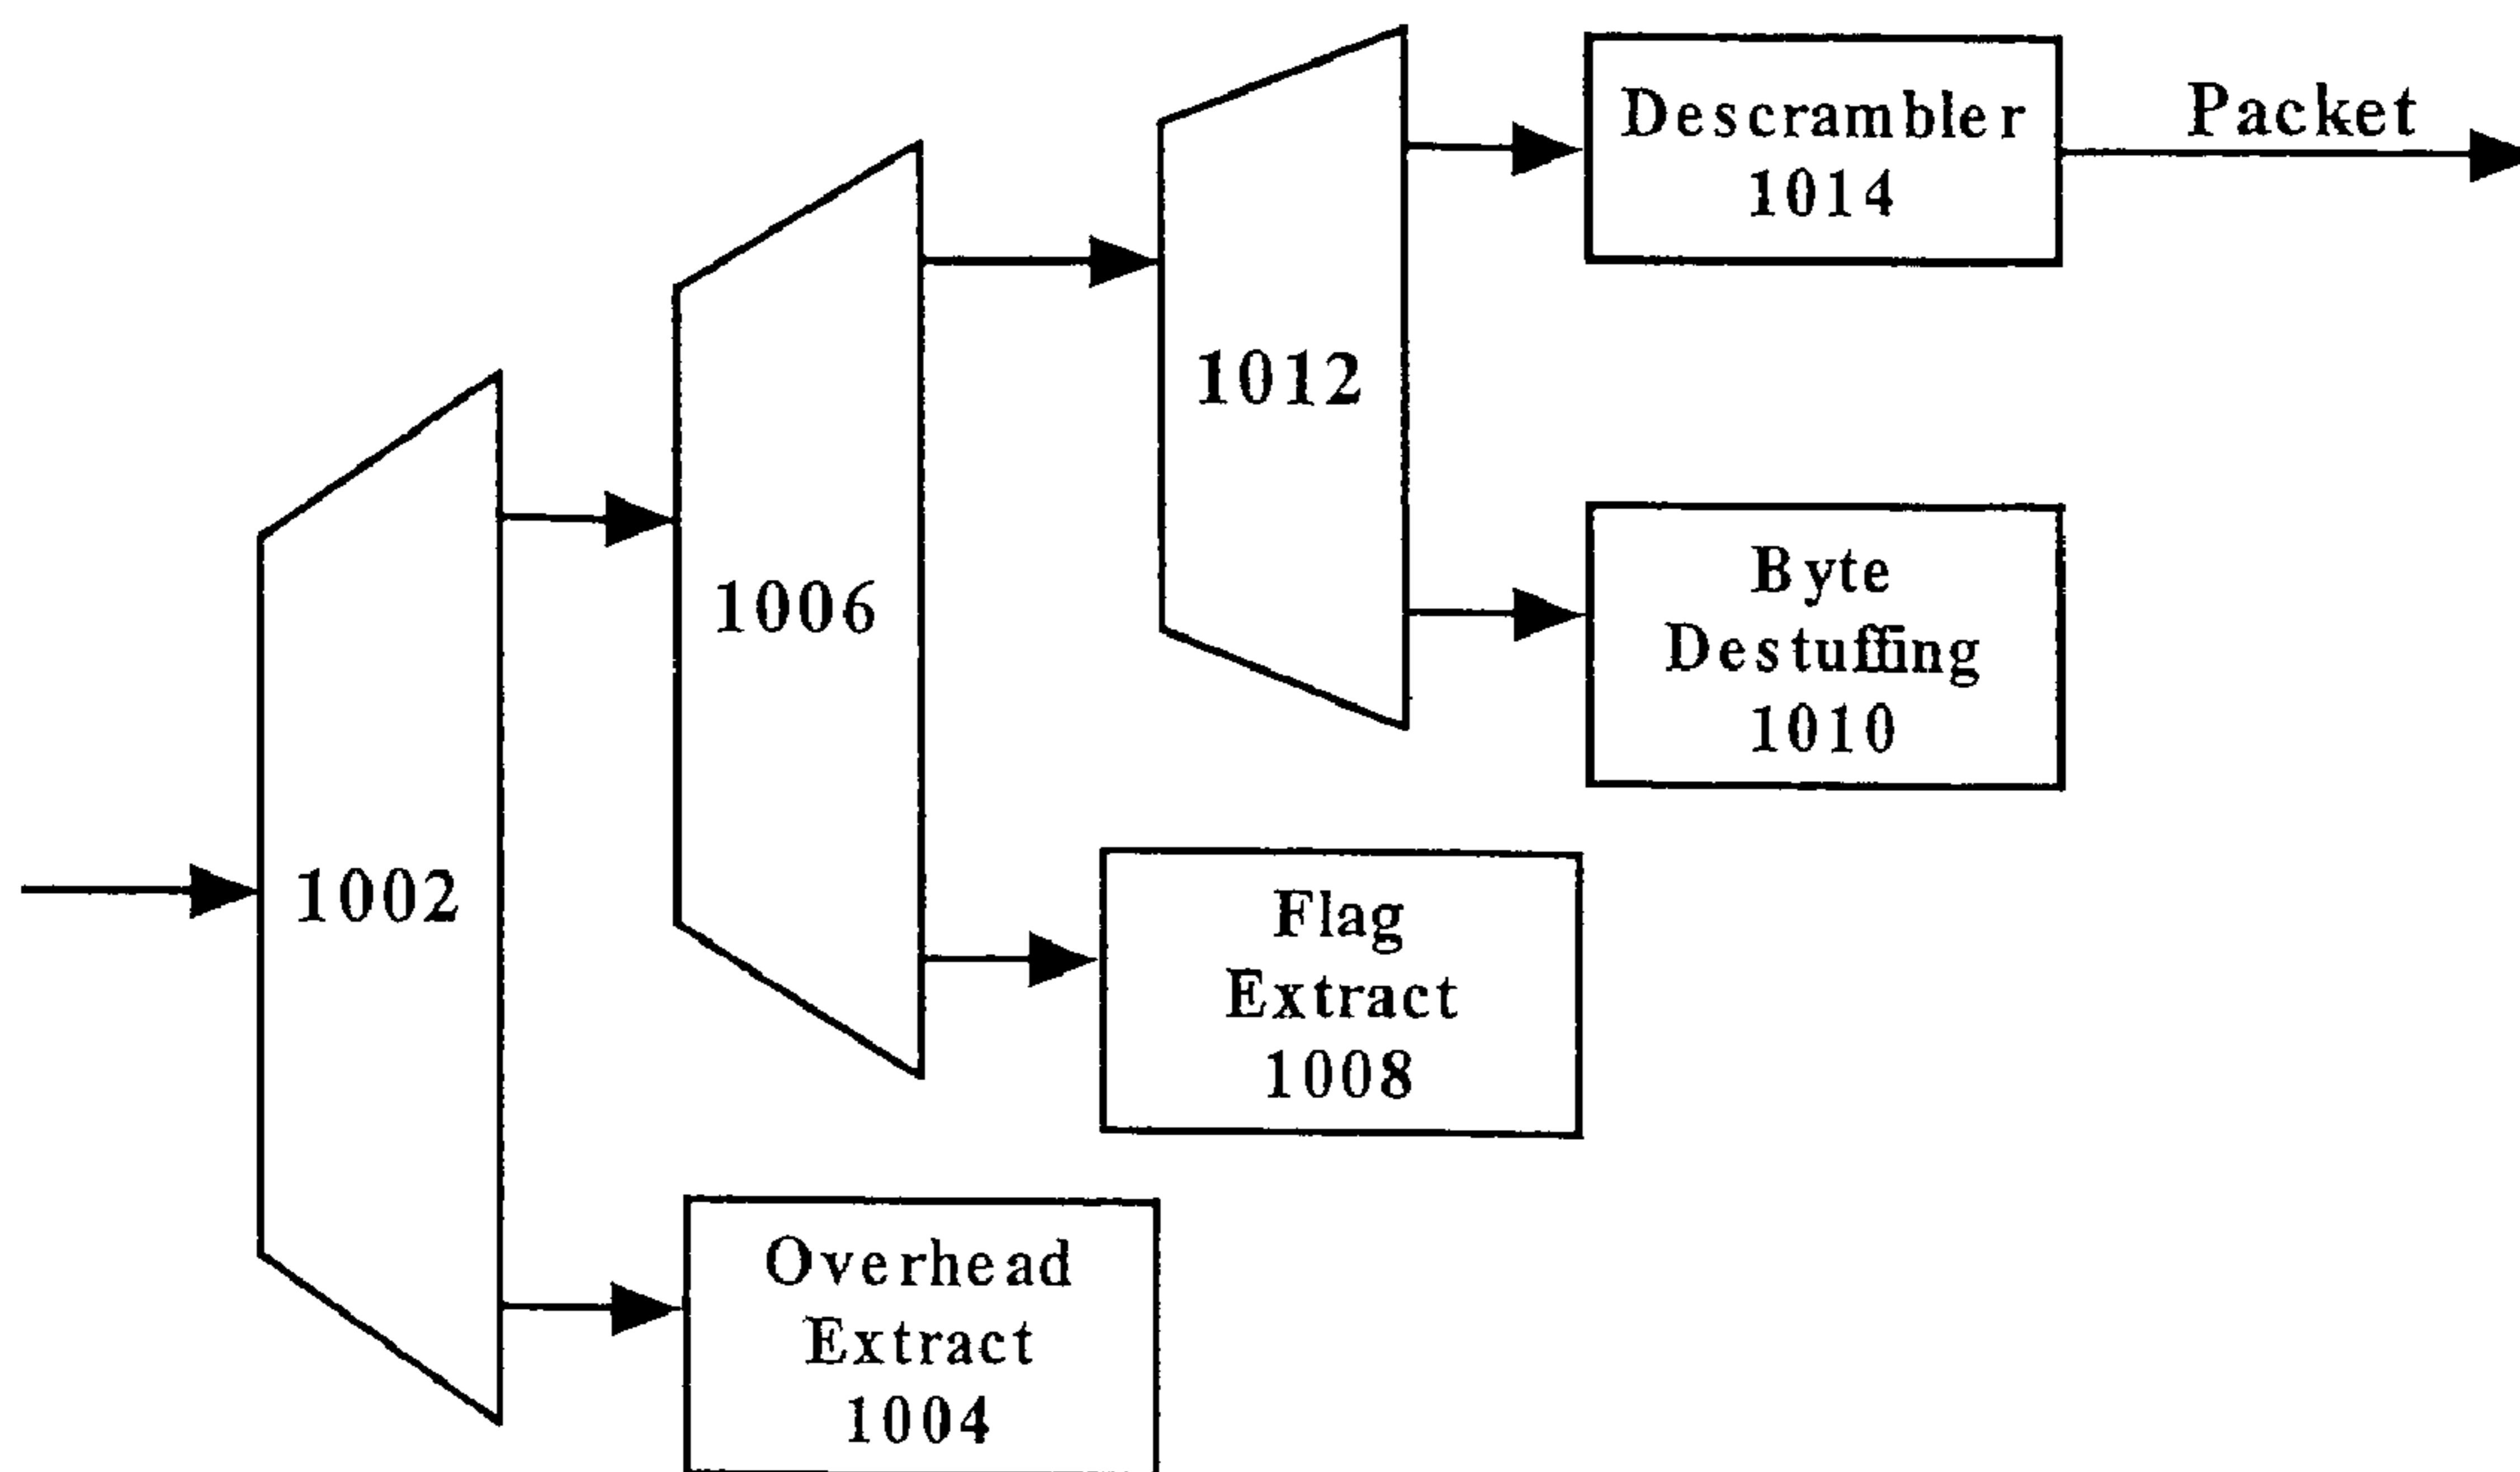 Descrambler
1014
Packet
1012
Byte
Destuffing
1010
1006
1002
Flag
Extract
1008
Overhead
Extract
1004